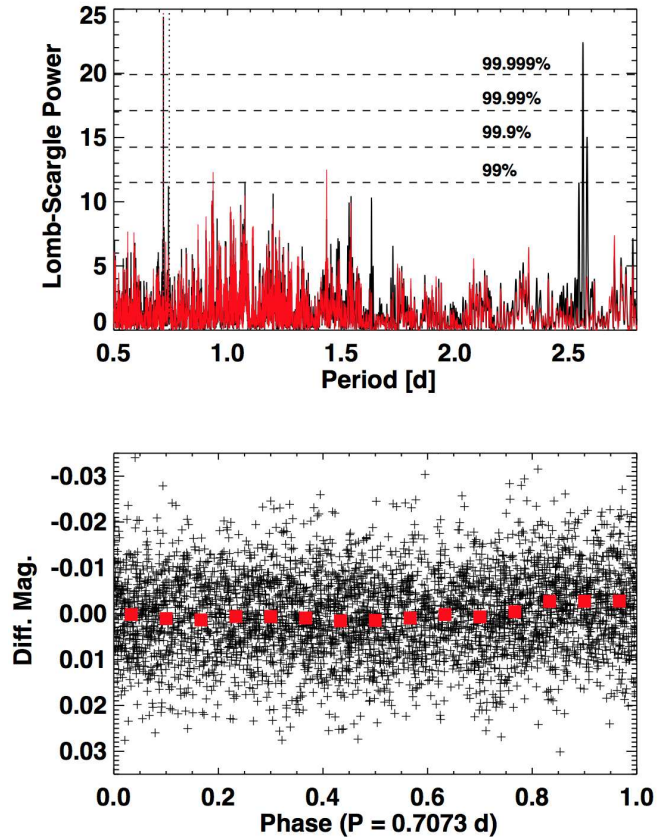 25
20
15
10
5
0
Lomb-Scargle Power
99.999%
99.99%
99.9%
99%
0.5 1.0 1.5 2.0 2.5
Period [d]
-0.03
-0.02
-0.01
0.00
0.01
0.02
0.03
Diff. Mag.
0.0 0.2 0.4 0.6 0.8 1.0
Phase (P = 0.7073 d)